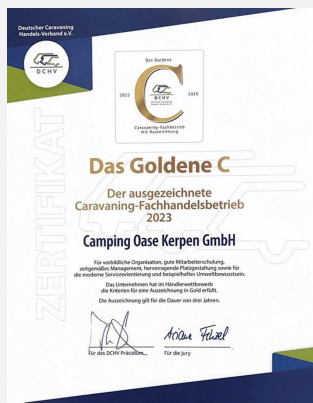 Deutscher Caravaning
Handels-Verband e.V.
DCHV
Das Goldene
C
2023
2026
DCHV
Caravaning-Fachbetrieb
mit Auszeichnung
ZERTIFIKAT
Das Goldene C
Der ausgezeichnete
Caravaning-Fachhandelsbetrieb
2023
Camping Oase Kerpen GmbH
Für vorbildliche Organisation, gute Mitarbeiterschulung,
zeitgemäßes Management, hervorragende Platzgestaltung sowie für
die moderne Serviceorientierung und beispielhaftes Umweltbewusstsein.
Das Unternehmen hat im Händlerwettbewerb
die Kriterien für eine Auszeichnung in Gold erfüllt.
Die Auszeichnung gilt für die Dauer von drei Jahren.
Für das DCHV Präsidium
Für die Jury